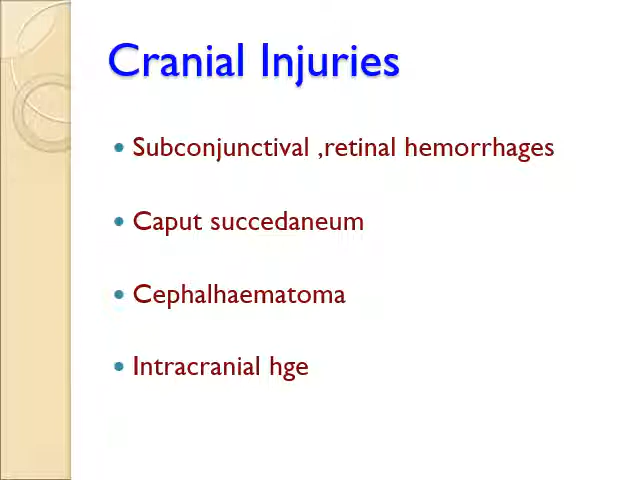 Cranial Injuries
Subconjunctival ,retinal hemorrhages
Caput succedaneum
Cephalhaematoma
Intracranial hge